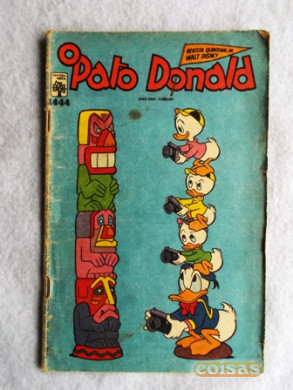 REVISTA QUINZENAL DE
WALT DISNEY
O Pato Donald
1444
coisas